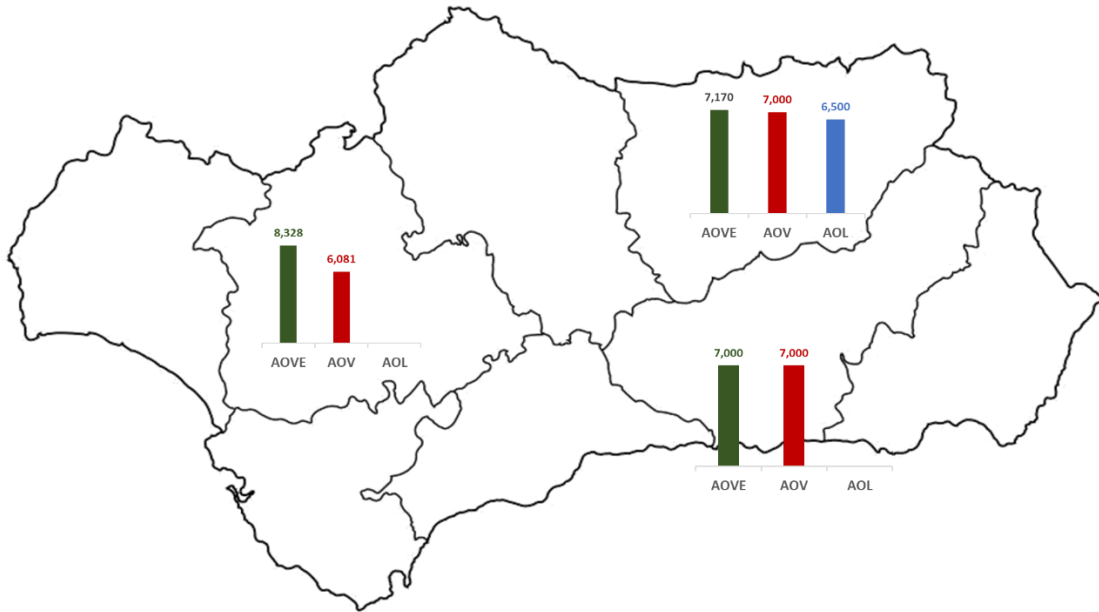 7,170 7,000 6,500
AOVE AOV AOL
8,328 6,081
AOVE AOV AOL
7,000 7,000
AOVE AOV AOL